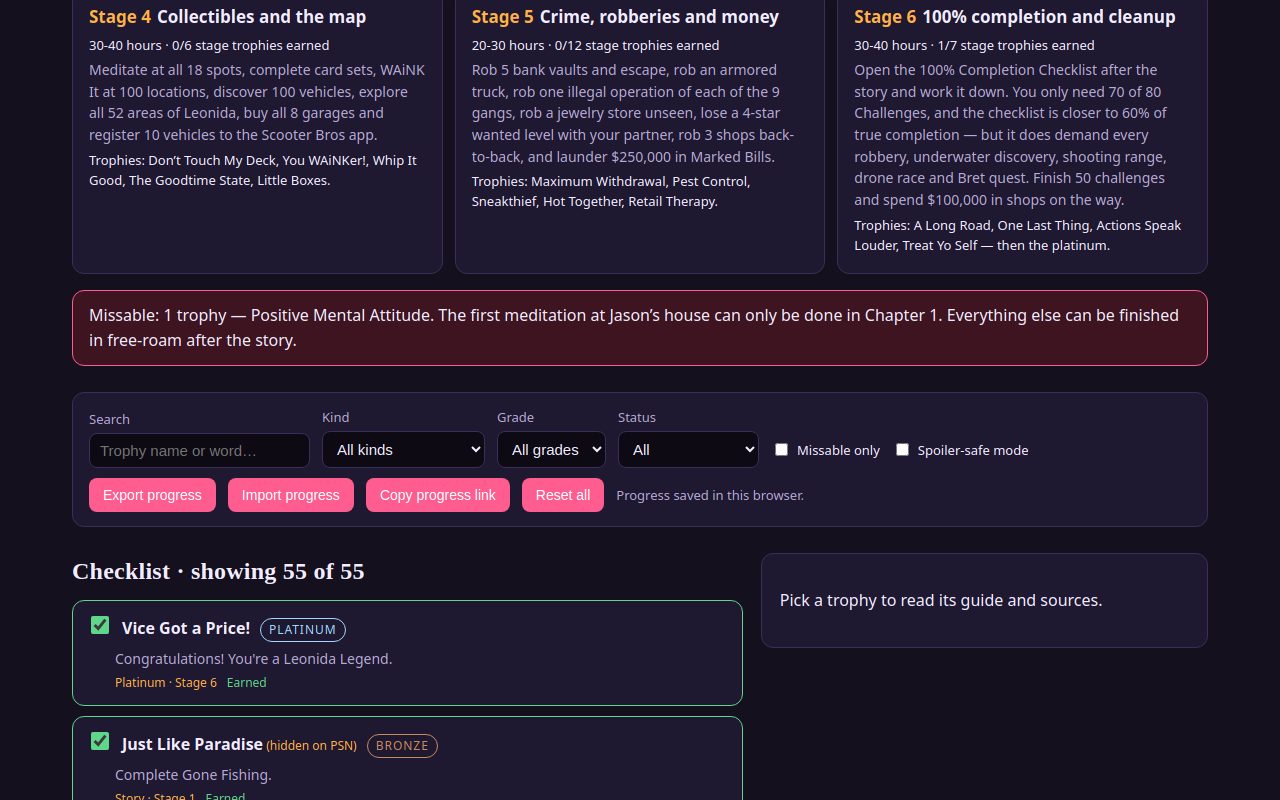 Stage 4 Collectibles and the map
30-40 hours · 0/6 stage trophies earned
Meditate at all 18 spots, complete card sets, WAiNK
It at 100 locations, discover 100 vehicles, explore
all 52 areas of Leonida, buy all 8 garages and
register 10 vehicles to the Scooter Bros app.
Trophies: Don’t Touch My Deck, You WAiNKer!, Whip It
Good, The Goodtime State, Little Boxes.
Stage 5 Crime, robberies and money
20-30 hours · 0/12 stage trophies earned
Rob 5 bank vaults and escape, rob an armored
truck, rob one illegal operation of each of the 9
gangs, rob a jewelry store unseen, lose a 4-star
wanted level with your partner, rob 3 shops back-
to-back, and launder $250,000 in Marked Bills.
Trophies: Maximum Withdrawal, Pest Control,
Sneakthief, Hot Together, Retail Therapy.
Stage 6 100% completion and cleanup
30-40 hours · 1/7 stage trophies earned
Open the 100% Completion Checklist after the
story and work it down. You only need 70 of 80
Challenges, and the checklist is closer to 60% of
true completion — but it does demand every
robbery, underwater discovery, shooting range,
drone race and Bret quest. Finish 50 challenges
and spend $100,000 in shops on the way.
Trophies: A Long Road, One Last Thing, Actions Speak
Louder, Treat Yo Self — then the platinum.
Missable: 1 trophy — Positive Mental Attitude. The first meditation at Jason’s house can only be done in Chapter 1. Everything else can be finished
in free-roam after the story.
Search
Trophy name or word…
Kind
All kinds
Grade
All grades
Status
All
Missable only
Spoiler-safe mode
Export progress
Import progress
Copy progress link
Reset all
Progress saved in this browser.
Checklist · showing 55 of 55
Vice Got a Price! PLATINUM
Congratulations! You're a Leonida Legend.
Platinum · Stage 6 Earned
Just Like Paradise (hidden on PSN) BRONZE
Complete Gone Fishing.
Story · Stage 1 Earned
Pick a trophy to read its guide and sources.